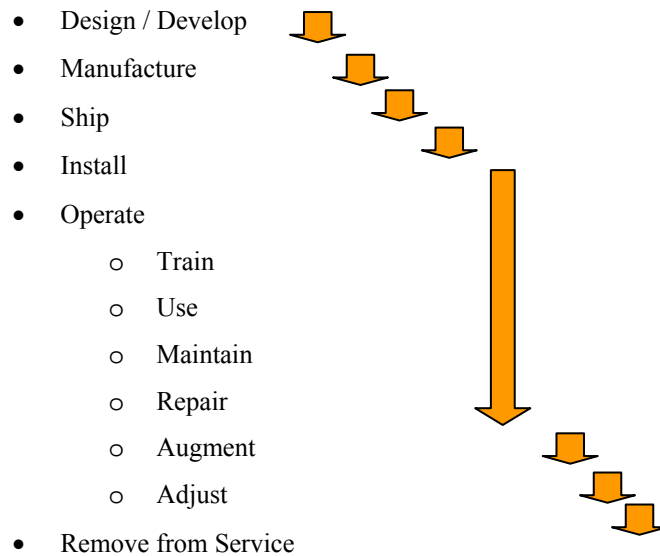 • Design / Develop
• Manufacture
• Ship
• Install
• Operate
o Train
o Use
o Maintain
o Repair
o Augment
o Adjust
• Remove from Service